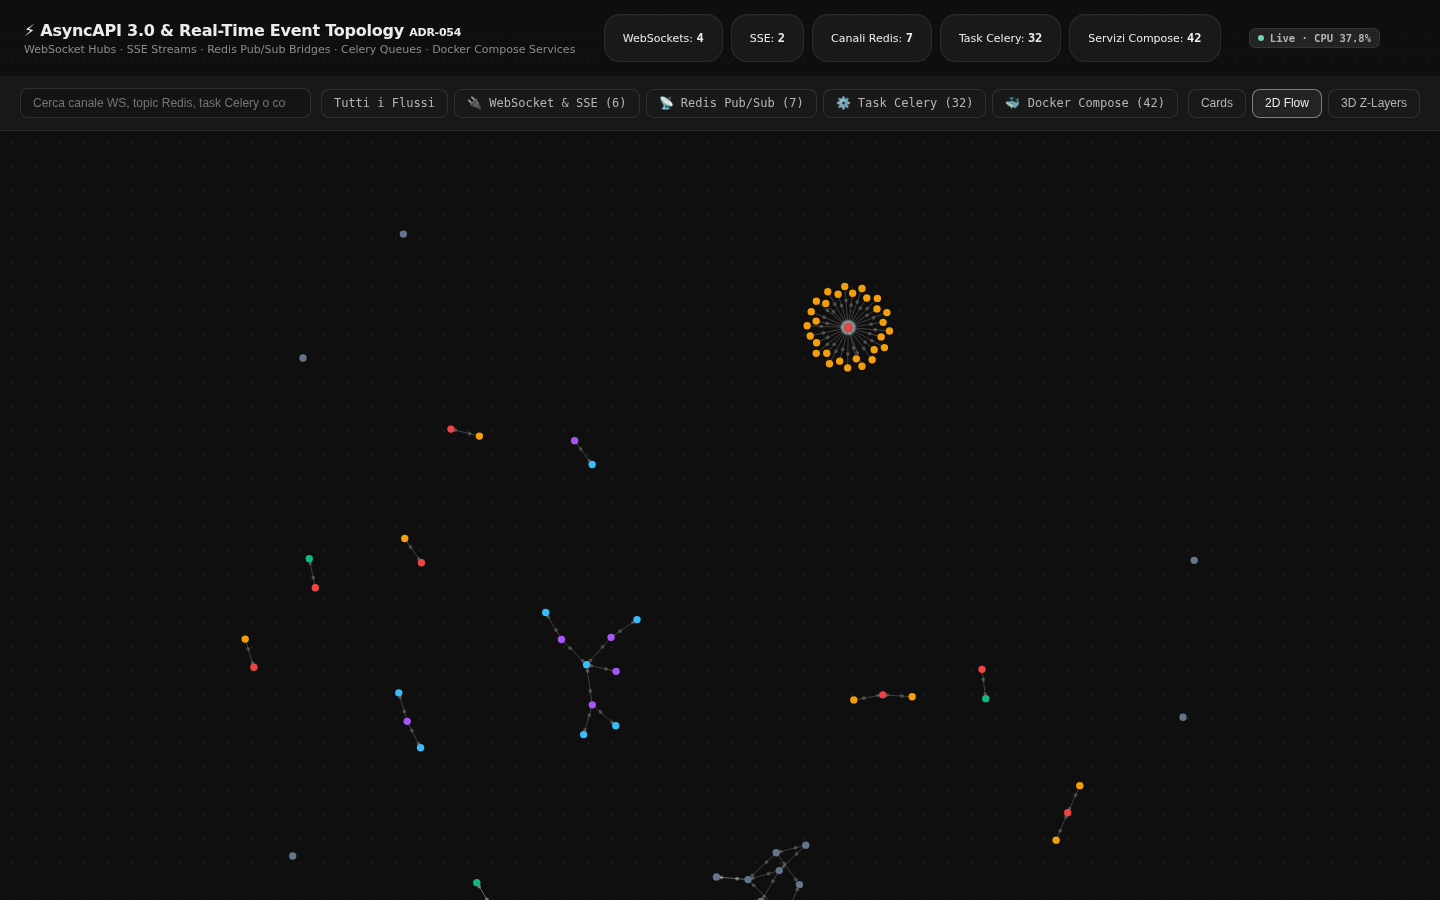 ⚡ AsyncAPI 3.0 & Real-Time Event Topology ADR-054
WebSocket Hubs · SSE Streams · Redis Pub/Sub Bridges · Celery Queues · Docker Compose Services
WebSockets: 4
SSE: 2
Canali Redis: 7
Task Celery: 32
Servizi Compose: 42
Live · CPU 37.8%
Cerca canale WS, topic Redis, task Celery o co
Tutti i Flussi
🔌 WebSocket & SSE (6)
📡 Redis Pub/Sub (7)
⚙️ Task Celery (32)
🐳 Docker Compose (42)
Cards
2D Flow
3D Z-Layers